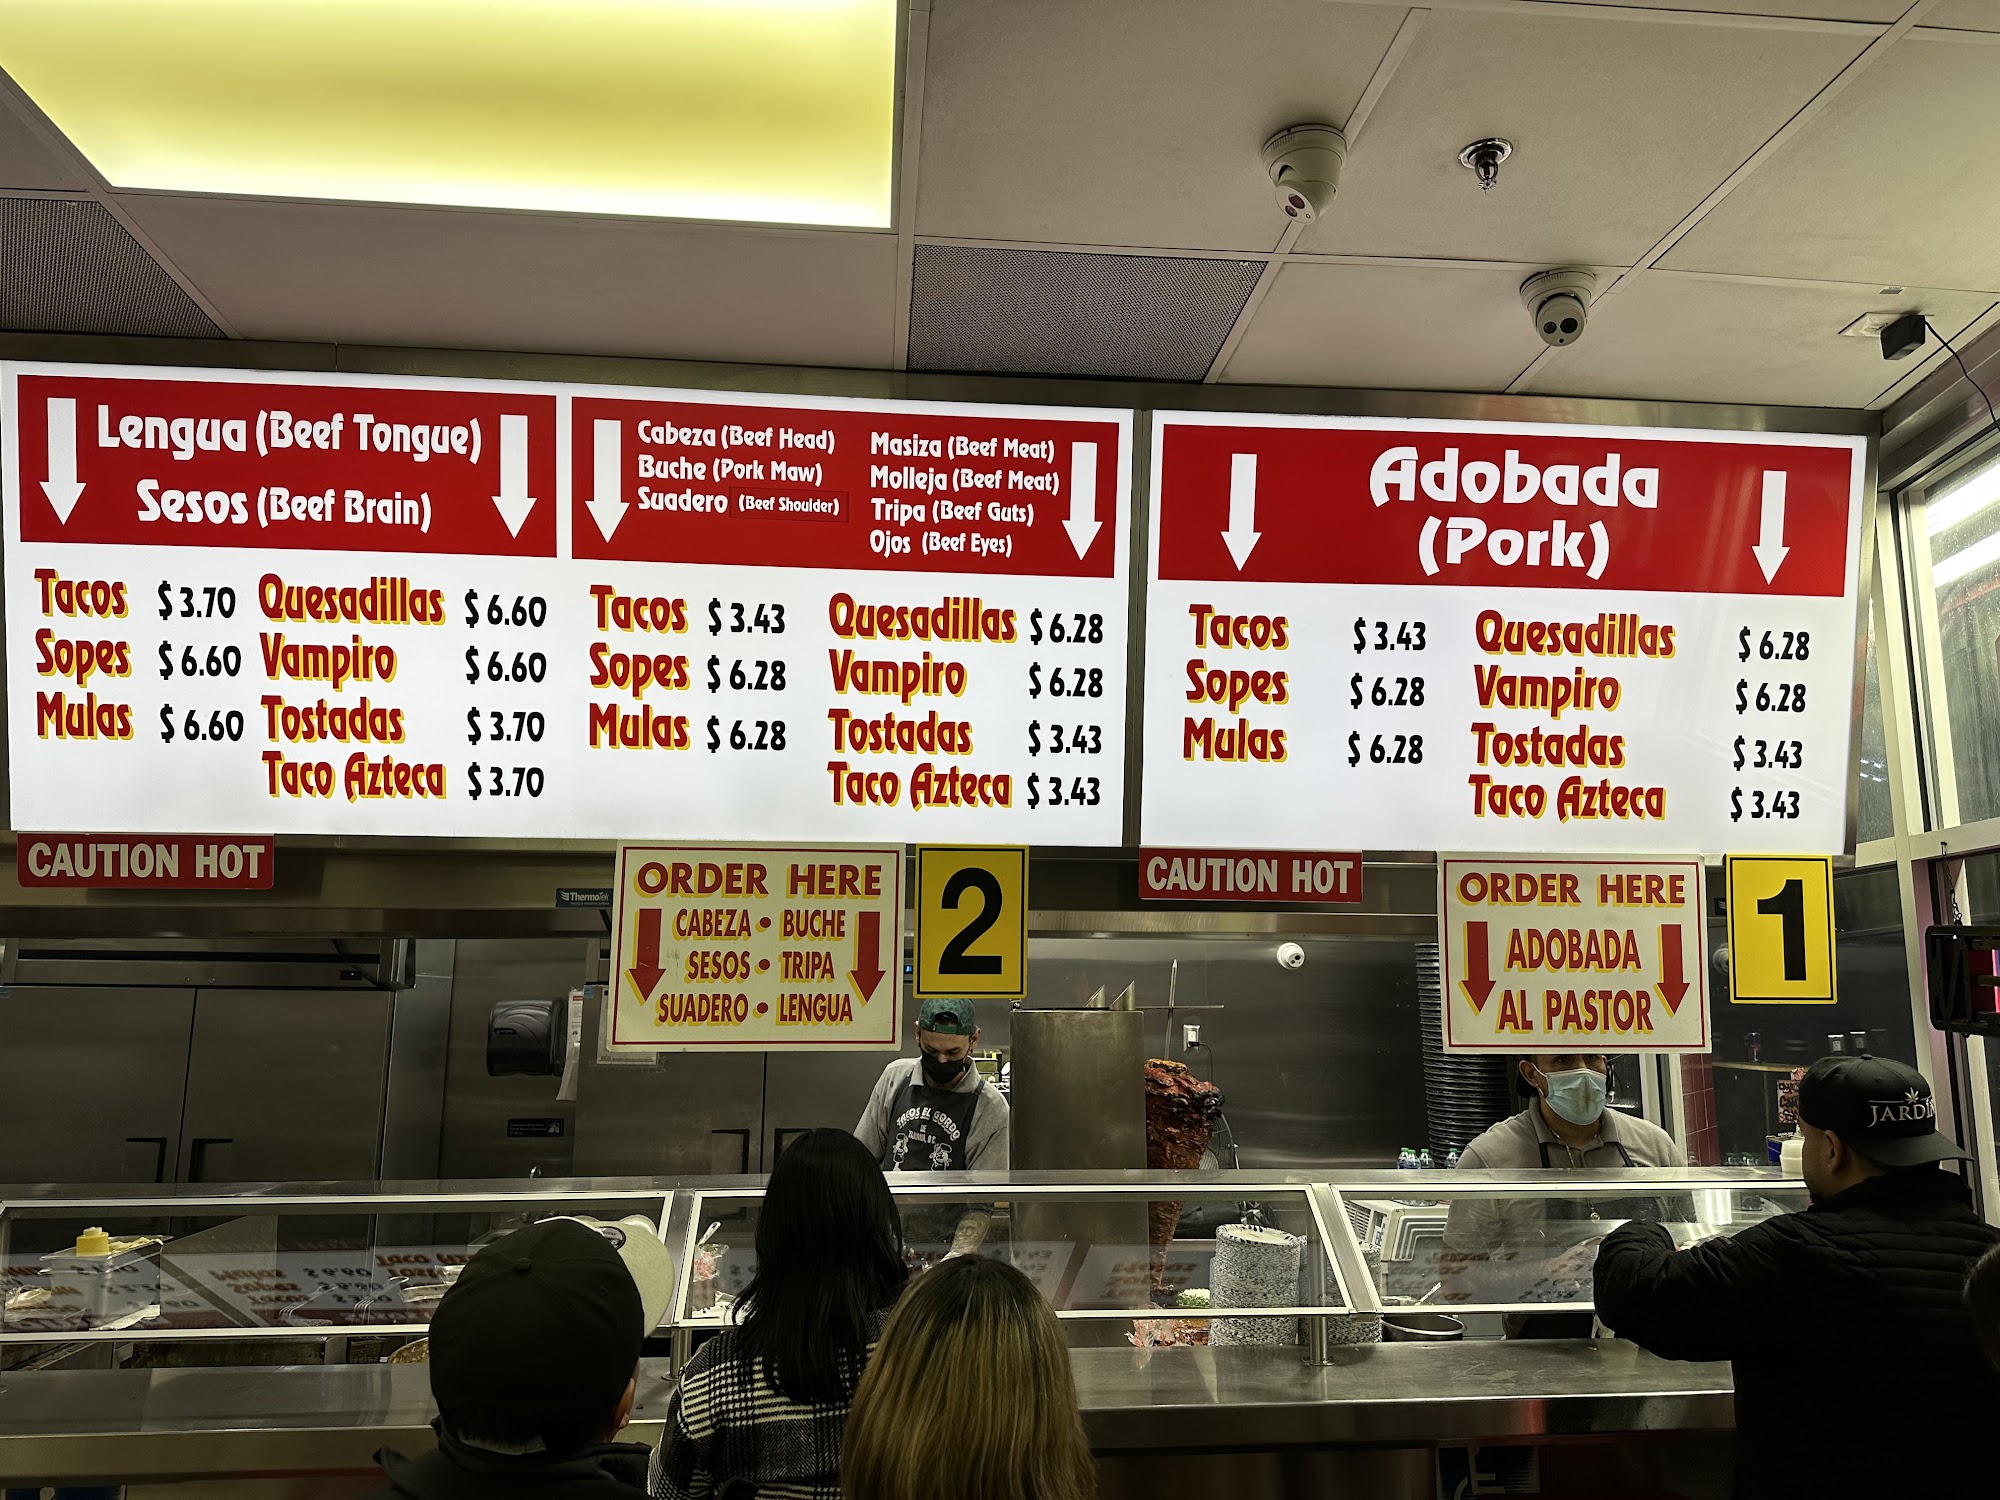 Lengua (Beef Tongue)
Sesos (Beef Brain)
Tacos $ 3.70 Quesadillas $ 6.60
Sopes $ 6.60 Vampiro $ 6.60
Mulas $ 6.60 Tostadas $ 3.70
Taco Azteca $ 3.70
Cabeza (Beef Head) Masiza (Beef Meat)
Buche (Pork Maw) Molleja (Beef Meat)
Suadero (Beef Shoulder) Tripa (Beef Guts)
Ojos (Beef Eyes)
Tacos $ 3.43 Quesadillas $ 6.28
Sopes $ 6.28 Vampiro $ 6.28
Mulas $ 6.28 Tostadas $ 3.43
Taco Azteca $ 3.43
Adobada
(Pork)
Tacos $ 3.43 Quesadillas $ 6.28
Sopes $ 6.28 Vampiro $ 6.28
Mulas $ 6.28 Tostadas $ 3.43
Taco Azteca $ 3.43
CAUTION HOT
ThermoTek
ORDER HERE
CABEZA • BUCHE
SESOS • TRIPA
SUADERO • LENGUA
2
CAUTION HOT
ORDER HERE
ADOBADA
AL PASTOR
1
TACOS EL GORDO
DE
TIJUANA, B.C.